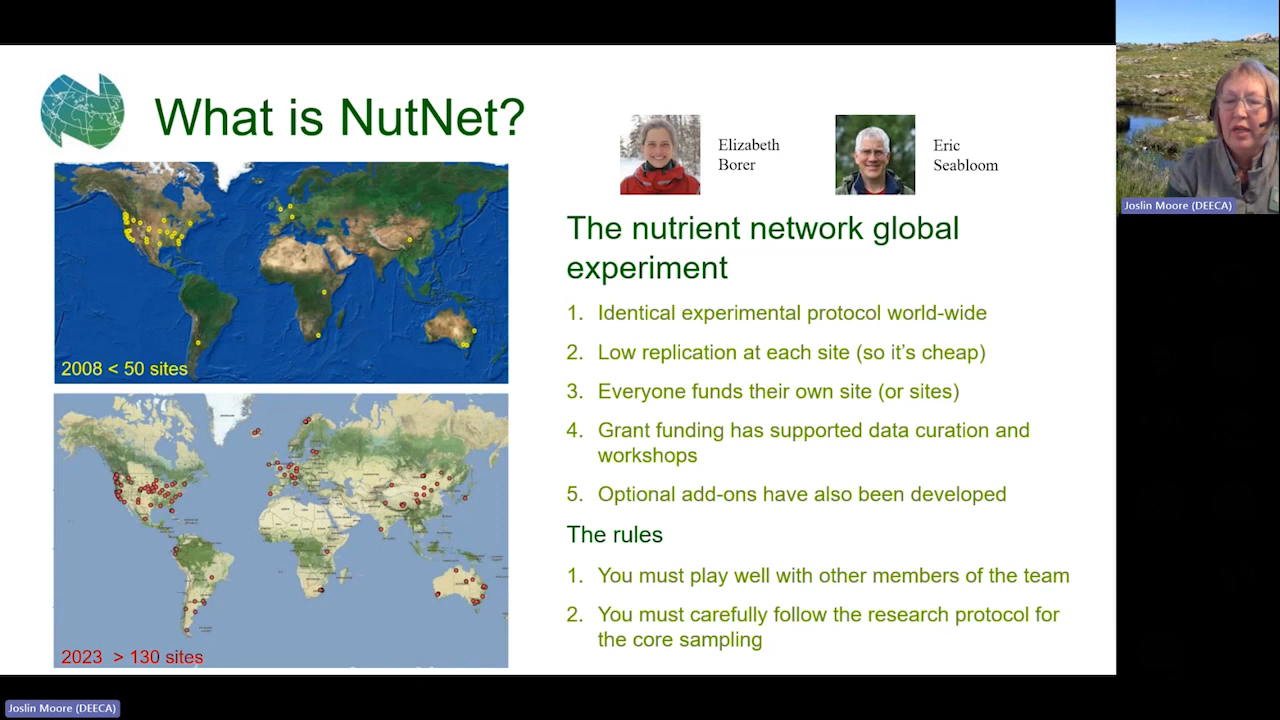 What is NutNet?
Elizabeth
Borer
Eric
Seabloom
Joslin Moore (DEECA)
The nutrient network global
experiment
1. Identical experimental protocol world-wide
2. Low replication at each site (so it's cheap)
3. Everyone funds their own site (or sites)
4. Grant funding has supported data curation and
workshops
5. Optional add-ons have also been developed
The rules
1. You must play well with other members of the team
2. You must carefully follow the research protocol for
the core sampling
2008 < 50 sites
2023 > 130 sites
Joslin Moore (DEECA)